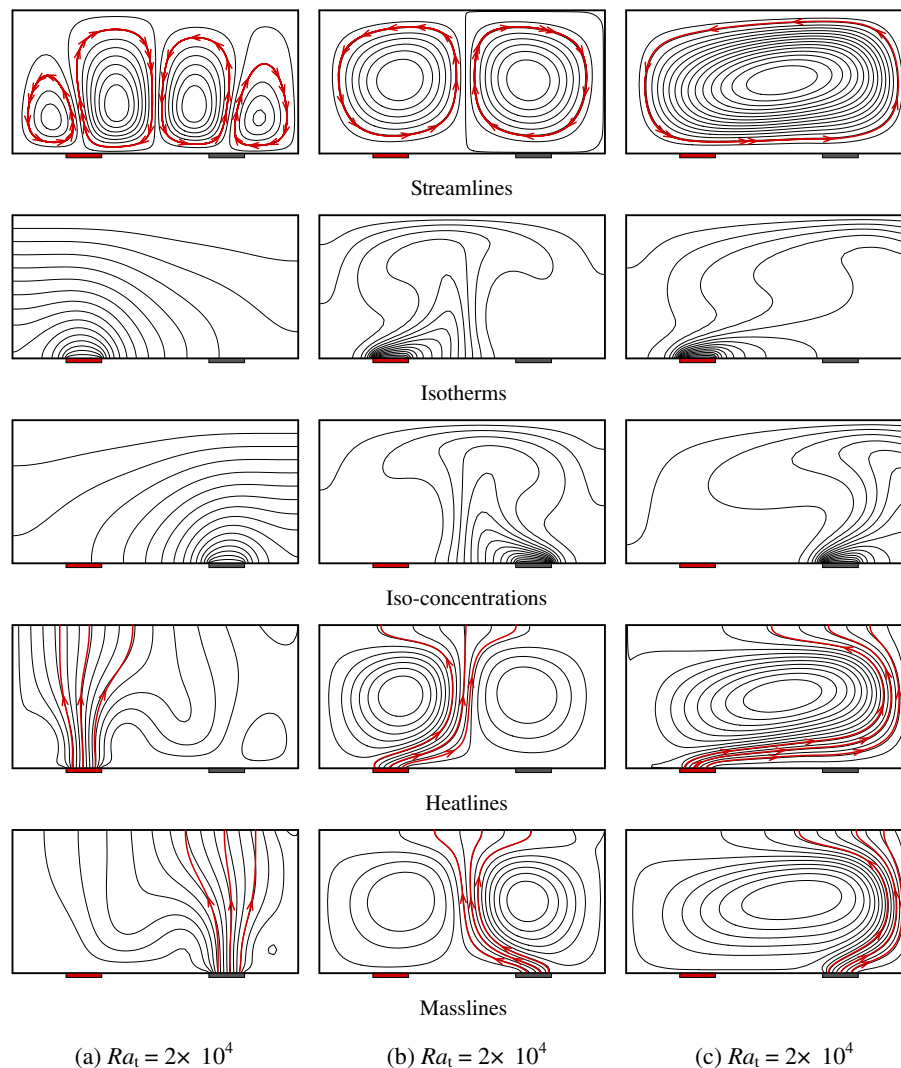 Streamlines
Isotherms
Iso-concentrations
Heatlines
Masslines
(a) Raₜ = 2× 10⁴ (b) Raₜ = 2× 10⁴ (c) Raₜ = 2× 10⁴